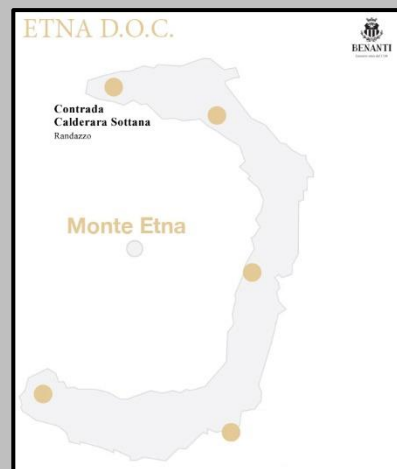 ETNA D.O.C.
BENANTI
Contrada
Calderara Sottana
Randazzo
Monte Etna